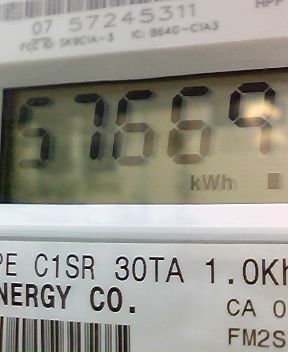 HPP
07 57245311
FCC ID SK9C1A-3 IC: 864G-C1A3
57669
kWh
PE C1SR 30TA 1.0Kh
NERGY CO.
CA 0
FM2S